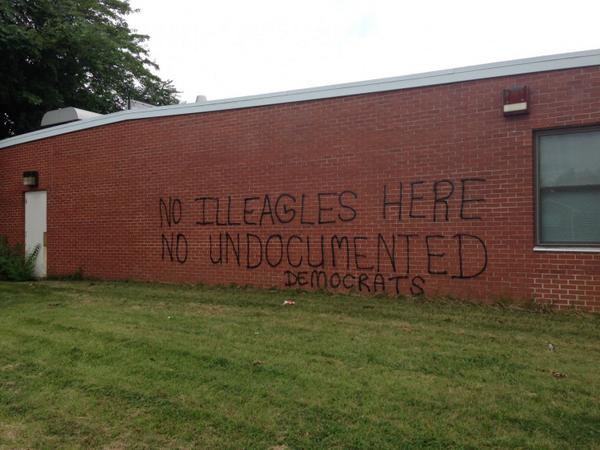 NO ILLEAGLES HERE
NO UNDOCUMENTED
DEMOCRATS